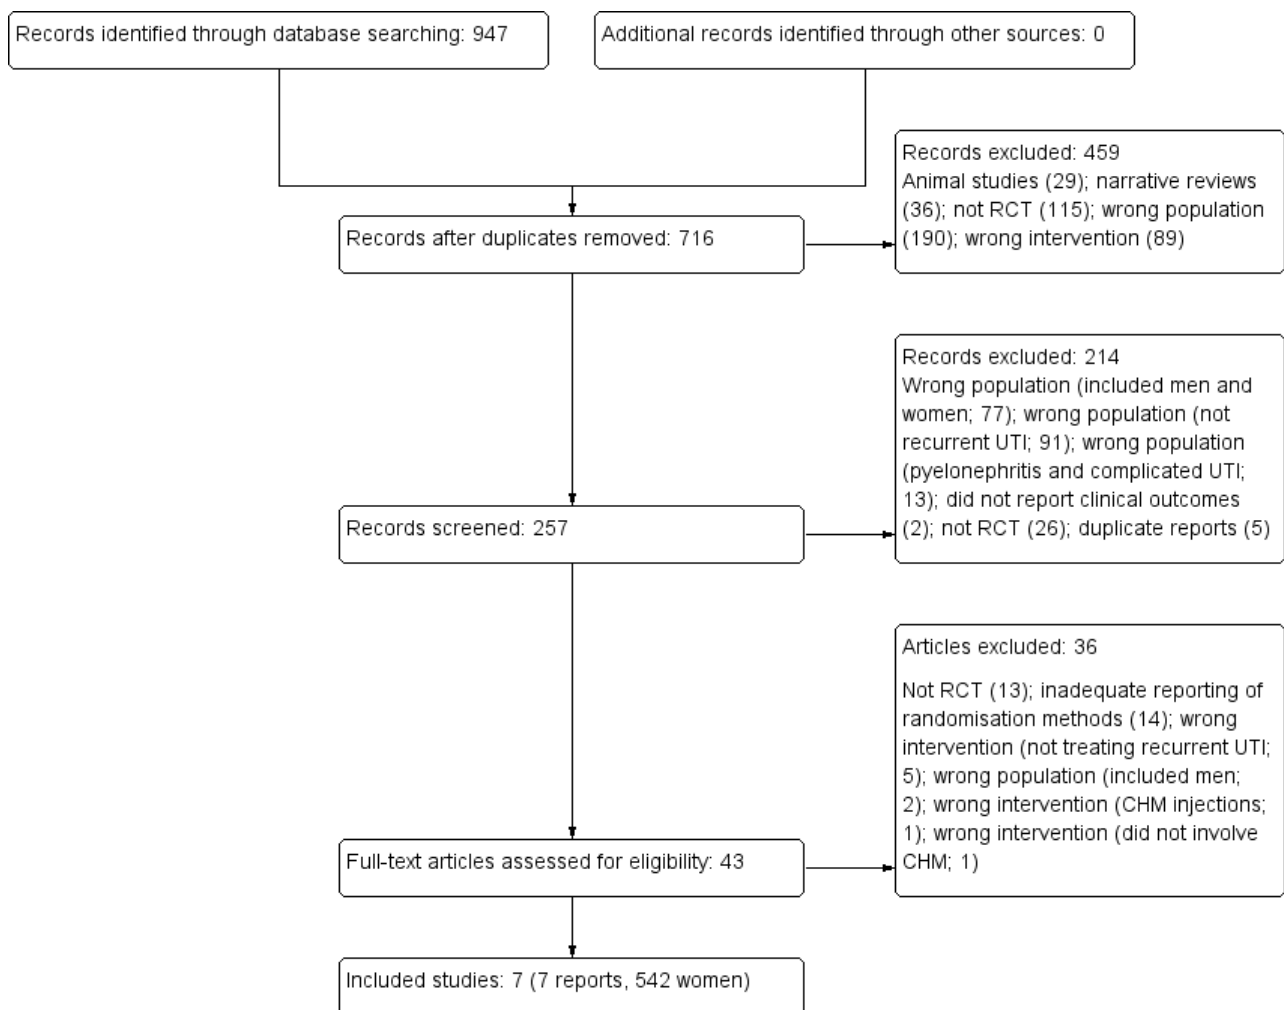 Records identified through database searching: 947
Additional records identified through other sources: 0
Records excluded: 459
Animal studies (29); narrative reviews
(36); not RCT (115); wrong population
(190); wrong intervention (89)
Records after duplicates removed: 716
Records excluded: 214
Wrong population (included men and
women; 77); wrong population (not
recurrent UTI; 91); wrong population
(pyelonephritis and complicated UTI;
13); did not report clinical outcomes
(2); not RCT (26); duplicate reports (5)
Records screened: 257
Articles excluded: 36
Not RCT (13); inadequate reporting of
randomisation methods (14); wrong
intervention (not treating recurrent UTI;
5); wrong population (included men;
2); wrong intervention (CHM injections;
1); wrong intervention (did not involve
CHM; 1)
Full-text articles assessed for eligibility: 43
Included studies: 7 (7 reports, 542 women)